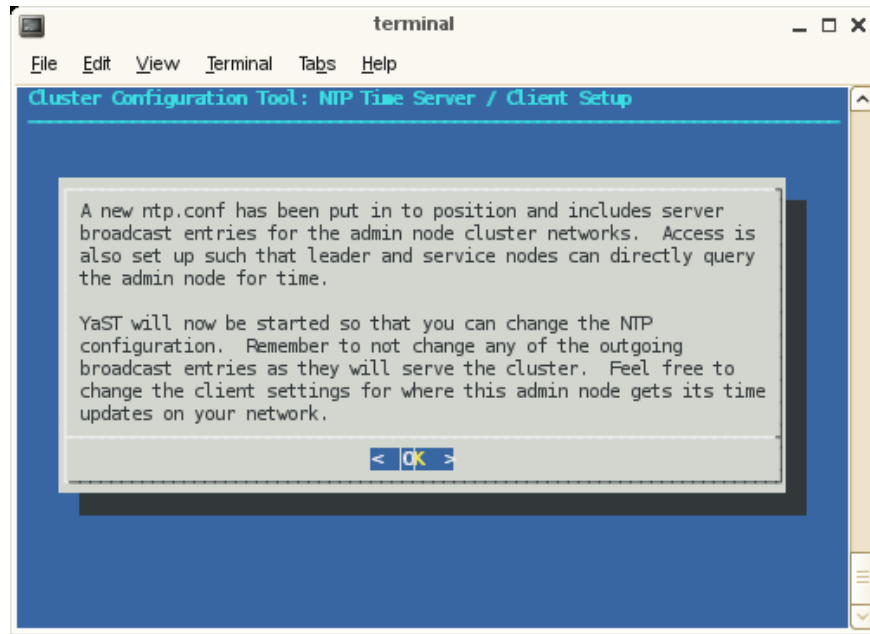 terminal
File Edit View Terminal Tabs Help
Cluster Configuration Tool: NTP Time Server / Client Setup
A new ntp.conf has been put in to position and includes server
broadcast entries for the admin node cluster networks.  Access is
also set up such that leader and service nodes can directly query
the admin node for time.
YaST will now be started so that you can change the NTP
configuration.  Remember to not change any of the outgoing
broadcast entries as they will serve the cluster.  Feel free to
change the client settings for where this admin node gets its time
updates on your network.
< OK >